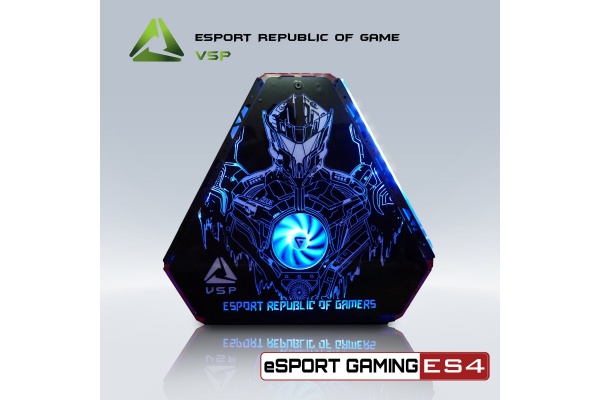 ESPORT REPUBLIC OF GAME
VSP
VSP
ESPORT REPUBLIC OF GAMERS
eSPORT GAMING ES4